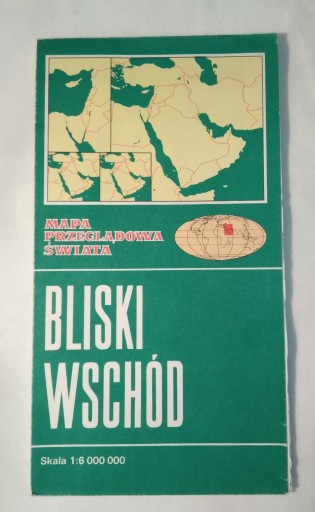 MAPA
PRZEGLĄDOWA
ŚWIATA
BLISKI
WSCHÓD
Skala 1:6 000 000